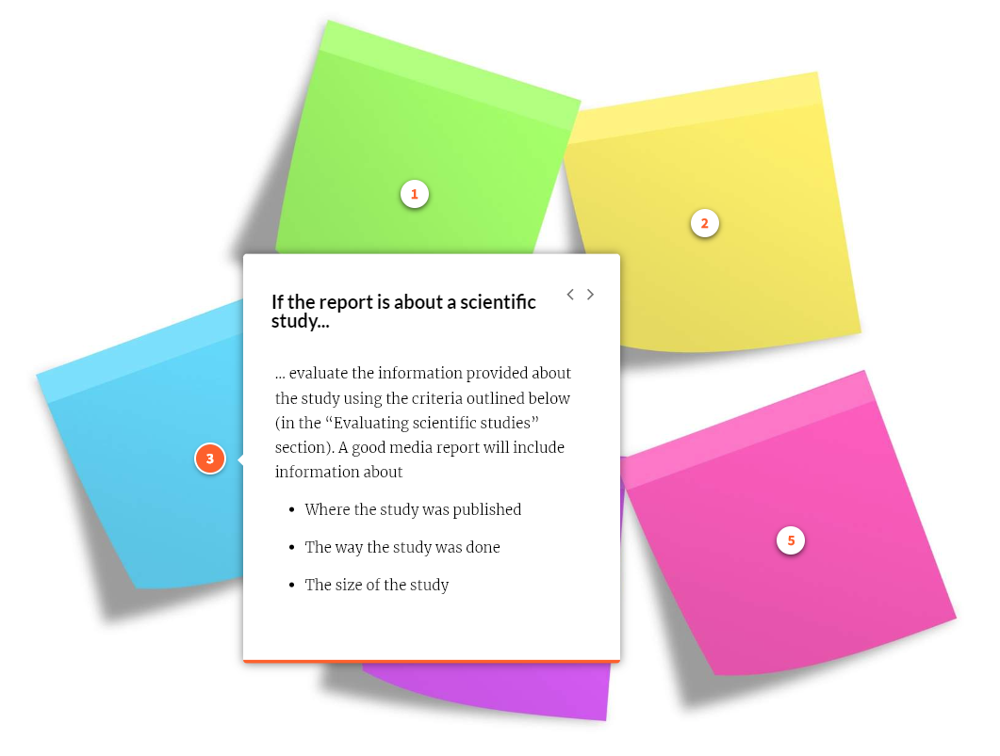 1
2
If the report is about a scientific
study...
... evaluate the information provided about
the study using the criteria outlined below
(in the “Evaluating scientific studies”
section). A good media report will include
information about
3
• Where the study was published
• The way the study was done
• The size of the study
5